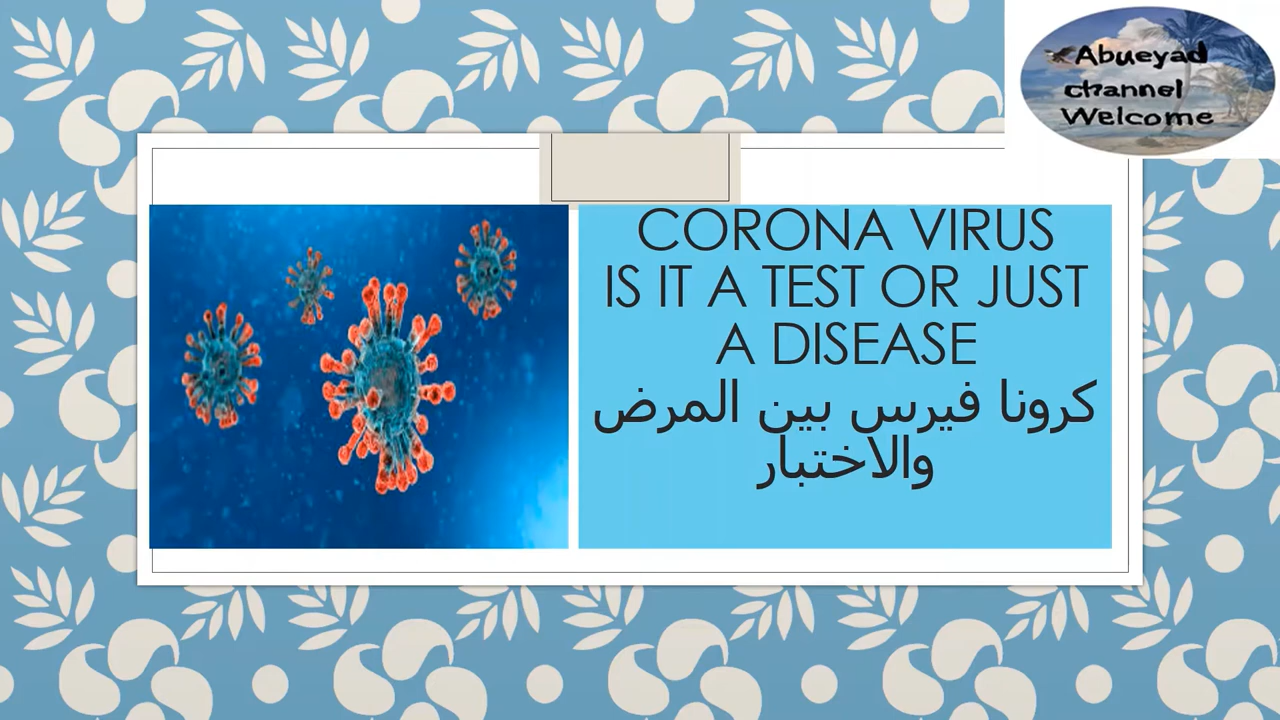 Abueyad
channel
Welcome
CORONA VIRUS
IS IT A TEST OR JUST
A DISEASE
كرونا فيرس بين المرض
والاختبار